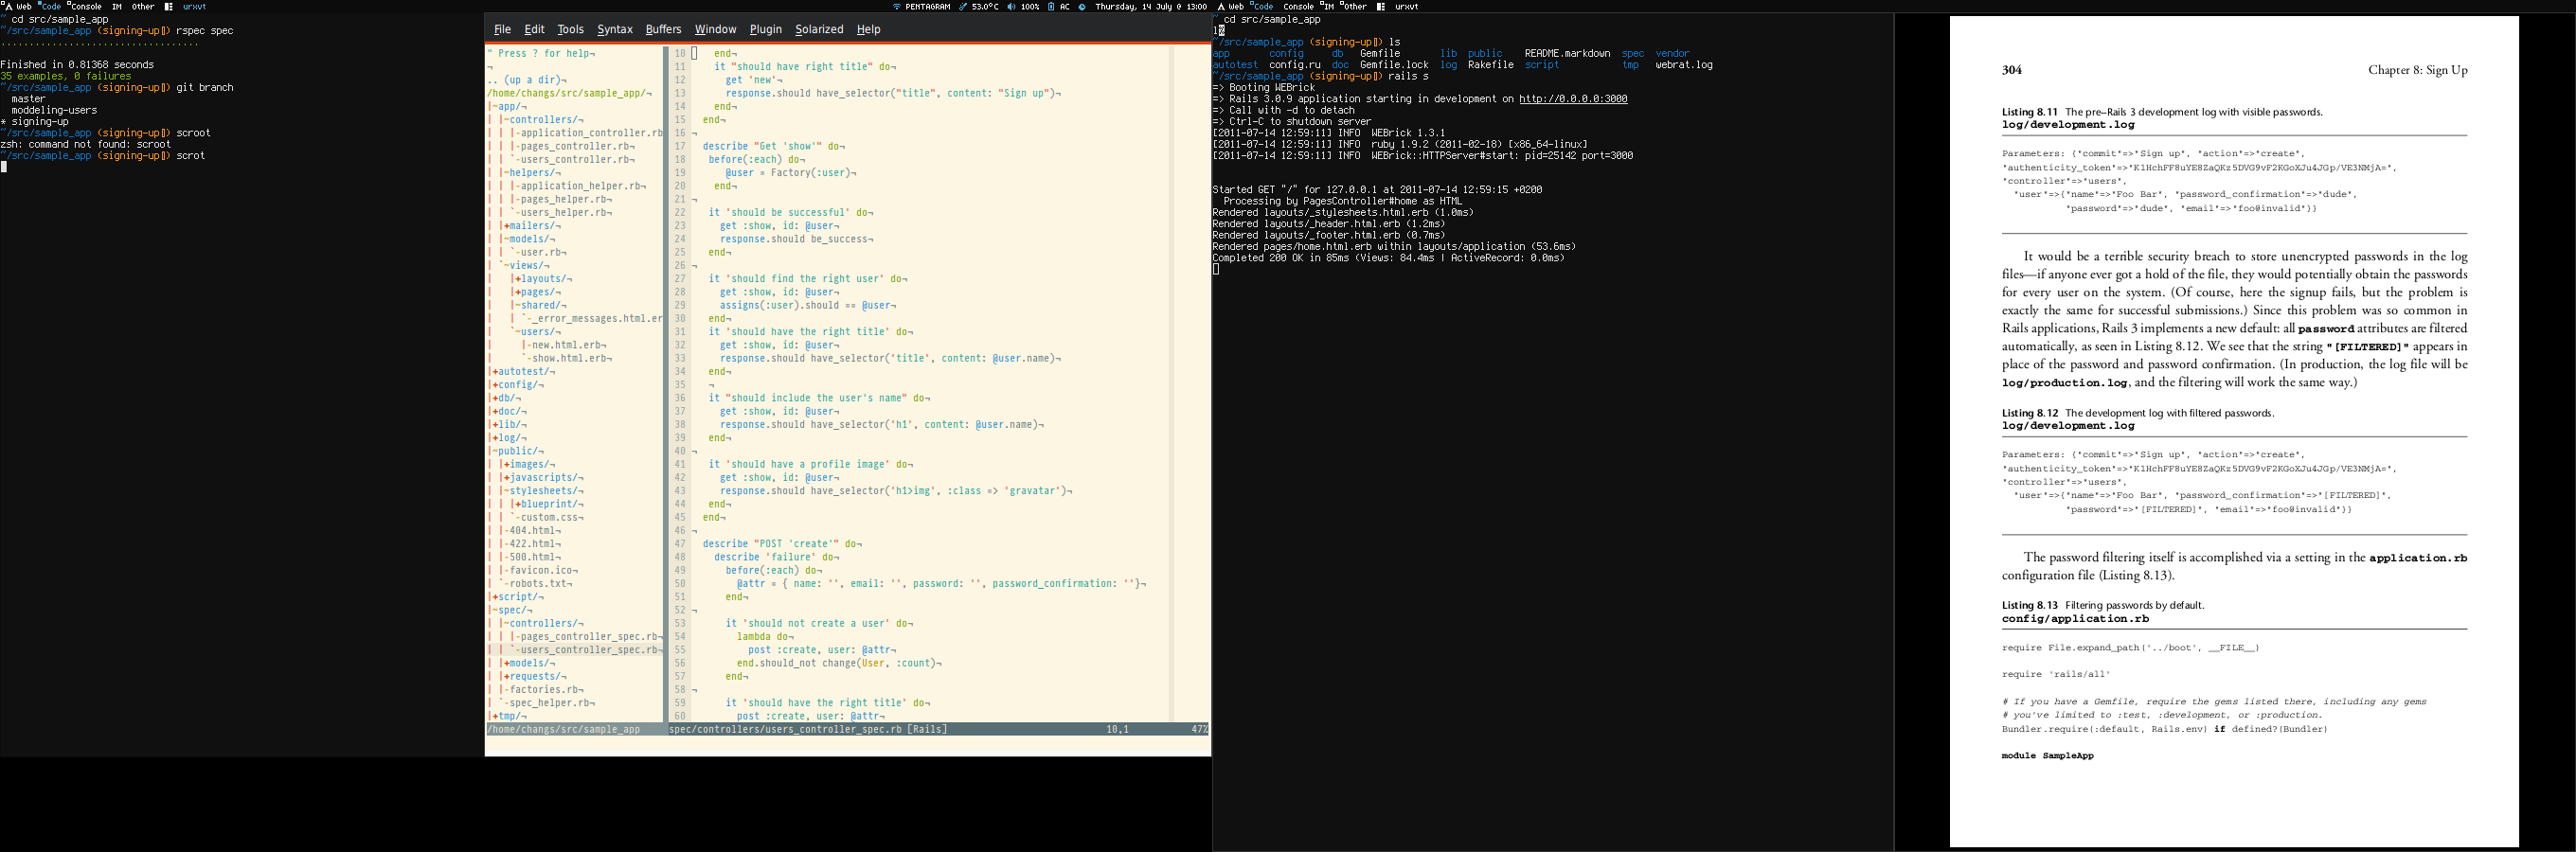 Web Code Console IM Other urxvt
PENTAGRAM 53.0°C 100% AC Thursday, 14 July @ 13:00
Web Code Console IM Other urxvt
~ cd src/sample_app
~/src/sample_app (signing-up) rspec spec
...................................
Finished in 0.81368 seconds
35 examples, 0 failures
~/src/sample_app (signing-up) git branch
master
moddeling-users
* signing-up
~/src/sample_app (signing-up) scroot
zsh: command not found: scroot
~/src/sample_app (signing-up) scrot
File Edit Tools Syntax Buffers Window Plugin Solarized Help
" Press ? for help¬
¬
.. (up a dir)¬
/home/changs/src/sample_app/¬
|~app/¬
| |~controllers/¬
| | |-application_controller.rb
| | |-pages_controller.rb¬
| | `-users_controller.rb¬
| |~helpers/¬
| | |-application_helper.rb¬
| | |-pages_helper.rb¬
| | `-users_helper.rb¬
| |+mailers/¬
| |~models/¬
| | `-user.rb¬
| `~views/¬
|   |+layouts/¬
|   |+pages/¬
|   |~shared/¬
|   | `-_error_messages.html.er
|   `~users/¬
|     |-new.html.erb¬
|     `-show.html.erb¬
|+autotest/¬
|+config/¬
|+db/¬
|+doc/¬
|+lib/¬
|+log/¬
|~public/¬
| |+images/¬
| |+javascripts/¬
| |~stylesheets/¬
| | |+blueprint/¬
| | `-custom.css¬
| |-404.html¬
| |-422.html¬
| |-500.html¬
| |-favicon.ico¬
| `-robots.txt¬
|+script/¬
|~spec/¬
| |~controllers/¬
| | |-pages_controller_spec.rb¬
| | `-users_controller_spec.rb¬
| |+models/¬
| |+requests/¬
| |-factories.rb¬
| `-spec_helper.rb¬
|+tmp/¬
/home/changs/src/sample_app
10 end¬
11 it "should have right title" do¬
12 get 'new'¬
13 response.should have_selector("title", content: "Sign up")¬
14 end¬
15 end¬
16 ¬
17 describe "Get 'show'" do¬
18 before(:each) do¬
19 @user = Factory(:user)¬
20 end¬
21 ¬
22 it 'should be successful' do¬
23 get :show, id: @user¬
24 response.should be_success¬
25 end¬
26 ¬
27 it 'should find the right user' do¬
28 get :show, id: @user¬
29 assigns(:user).should == @user¬
30 end¬
31 it 'should have the right title' do¬
32 get :show, id: @user¬
33 response.should have_selector('title', content: @user.name)¬
34 end¬
35 ¬
36 it "should include the user's name" do¬
37 get :show, id: @user¬
38 response.should have_selector('h1', content: @user.name)¬
39 end¬
40 ¬
41 it 'should have a profile image' do¬
42 get :show, id: @user¬
43 response.should have_selector('h1>img', :class => 'gravatar')¬
44 end¬
45 end¬
46 ¬
47 describe "POST 'create'" do¬
48 describe 'failure' do¬
49 before(:each) do¬
50 @attr = { name: '', email: '', password: '', password_confirmation: ''}¬
51 end¬
52 ¬
53 it 'should not create a user' do¬
54 lambda do¬
55 post :create, user: @attr¬
56 end.should_not change(User, :count)¬
57 end¬
58 ¬
59 it 'should have the right title' do¬
60 post :create, user: @attr¬
spec/controllers/users_controller_spec.rb [Rails] 10,1 47%
~ cd src/sample_app
l%
~/src/sample_app (signing-up) ls
app config db Gemfile lib public README.markdown spec vendor
autotest config.ru doc Gemfile.lock log Rakefile script tmp webrat.log
~/src/sample_app (signing-up) rails s
=> Booting WEBrick
=> Rails 3.0.9 application starting in development on http://0.0.0.0:3000
=> Call with -d to detach
=> Ctrl-C to shutdown server
[2011-07-14 12:59:11] INFO  WEBrick 1.3.1
[2011-07-14 12:59:11] INFO  ruby 1.9.2 (2011-02-18) [x86_64-linux]
[2011-07-14 12:59:11] INFO  WEBrick::HTTPServer#start: pid=25142 port=3000
Started GET "/" for 127.0.0.1 at 2011-07-14 12:59:15 +0200
Processing by PagesController#home as HTML
Rendered layouts/_stylesheets.html.erb (1.0ms)
Rendered layouts/_header.html.erb (1.2ms)
Rendered layouts/_footer.html.erb (0.7ms)
Rendered pages/home.html.erb within layouts/application (53.6ms)
Completed 200 OK in 85ms (Views: 84.4ms | ActiveRecord: 0.0ms)
304 Chapter 8: Sign Up
Listing 8.11 The pre–Rails 3 development log with visible passwords.
log/development.log
Parameters: {"commit"=>"Sign up", "action"=>"create",
"authenticity_token"=>"K1HchFF8uYE8ZaQKz5DVG9vF2KGoXJu4JGp/VE3NMjA=",
"controller"=>"users",
"user"=>{"name"=>"Foo Bar", "password_confirmation"=>"dude",
"password"=>"dude", "email"=>"foo@invalid"}}
It would be a terrible security breach to store unencrypted passwords in the log
files—if anyone ever got a hold of the file, they would potentially obtain the passwords
for every user on the system. (Of course, here the signup fails, but the problem is
exactly the same for successful submissions.) Since this problem was so common in
Rails applications, Rails 3 implements a new default: all password attributes are filtered
automatically, as seen in Listing 8.12. We see that the string "[FILTERED]" appears in
place of the password and password confirmation. (In production, the log file will be
log/production.log, and the filtering will work the same way.)
Listing 8.12 The development log with filtered passwords.
log/development.log
Parameters: {"commit"=>"Sign up", "action"=>"create",
"authenticity_token"=>"K1HchFF8uYE8ZaQKz5DVG9vF2KGoXJu4JGp/VE3NMjA=",
"controller"=>"users",
"user"=>{"name"=>"Foo Bar", "password_confirmation"=>"[FILTERED]",
"password"=>"[FILTERED]", "email"=>"foo@invalid"}}
The password filtering itself is accomplished via a setting in the application.rb
configuration file (Listing 8.13).
Listing 8.13 Filtering passwords by default.
config/application.rb
require File.expand_path('../boot', __FILE__)
require 'rails/all'
# If you have a Gemfile, require the gems listed there, including any gems
# you've limited to :test, :development, or :production.
Bundler.require(:default, Rails.env) if defined?(Bundler)
module SampleApp